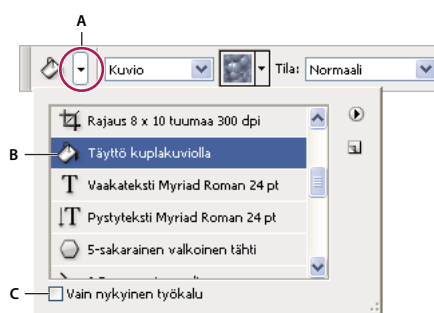 A
Kuvio Tila: Normaali
Rajaus 8 x 10 tuumaa 300 dpi
B Täyttö kuplakuviolla
T Vaakateksti Myriad Roman 24 pt
T Pystyteksti Myriad Roman 24 pt
5-sakarainen valkoinen tähti
C Vain nykyinen työkalu